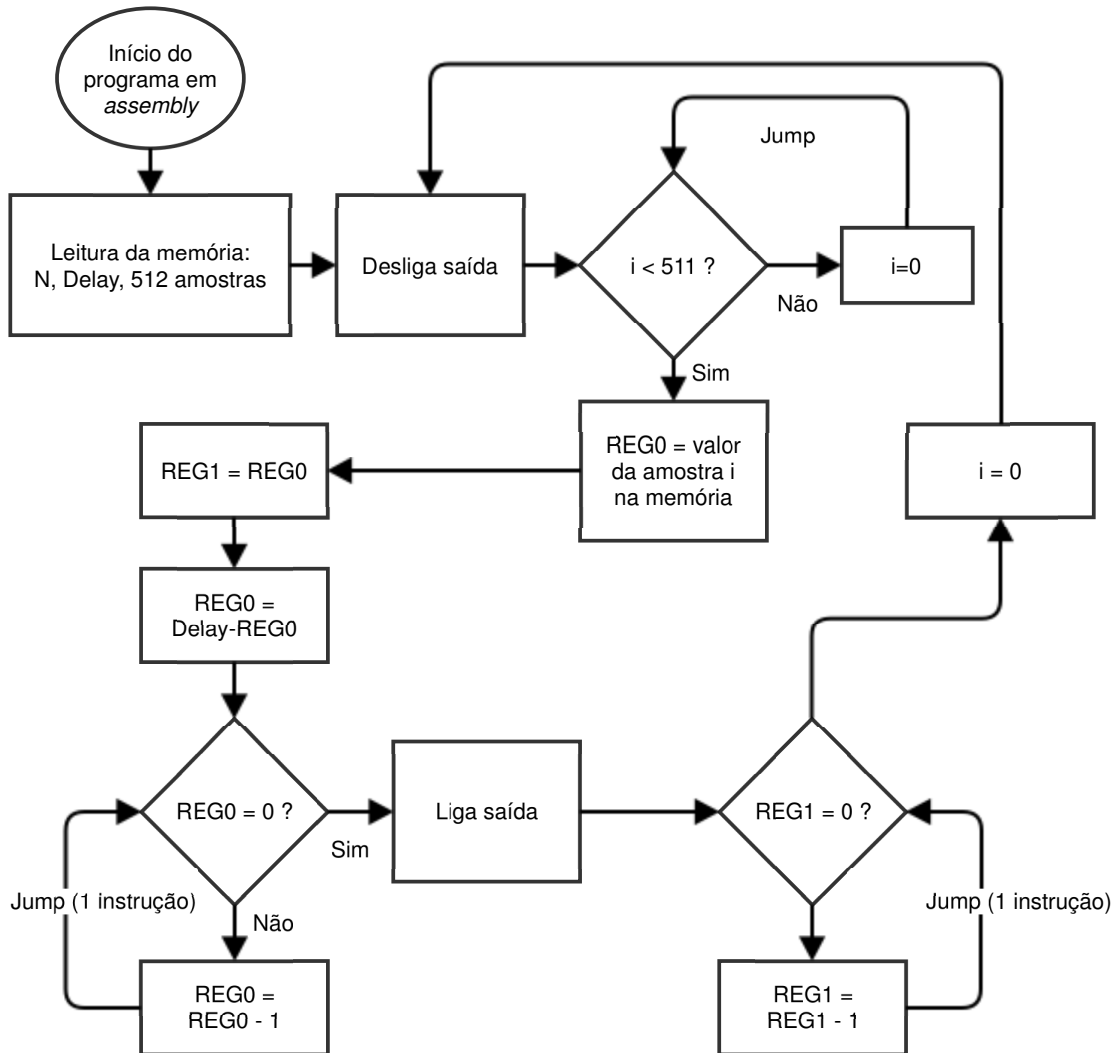 Início do
programa em
assembly
Jump
Leitura da memória:
N, Delay, 512 amostras
Desliga saída
i < 511 ?
Não
i=0
Sim
REG0 = valor
da amostra i
na memória
REG1 = REG0
i = 0
REG0 =
Delay-REG0
REG0 = 0 ?
Sim
Liga saída
REG1 = 0 ?
Jump (1 instrução)
Não
Jump (1 instrução)
REG0 =
REG0 - 1
REG1 =
REG1 - 1